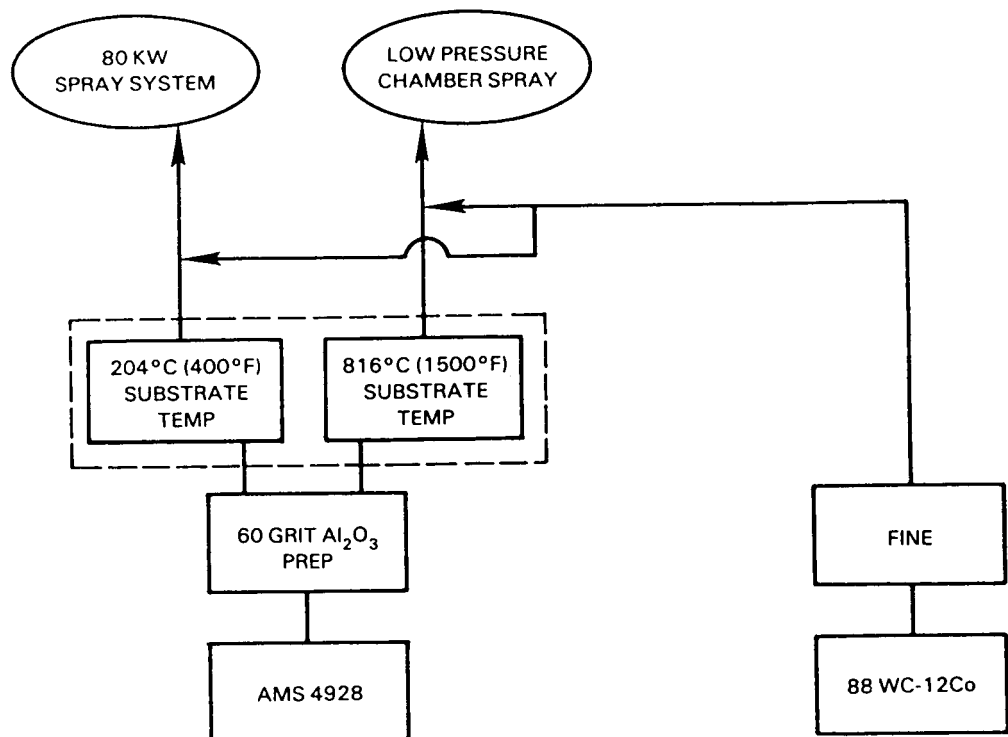 80 KW
SPRAY SYSTEM
LOW PRESSURE
CHAMBER SPRAY
204°C (400°F)
SUBSTRATE
TEMP
816°C (1500°F)
SUBSTRATE
TEMP
60 GRIT Al₂O₃
PREP
FINE
AMS 4928
88 WC-12Co